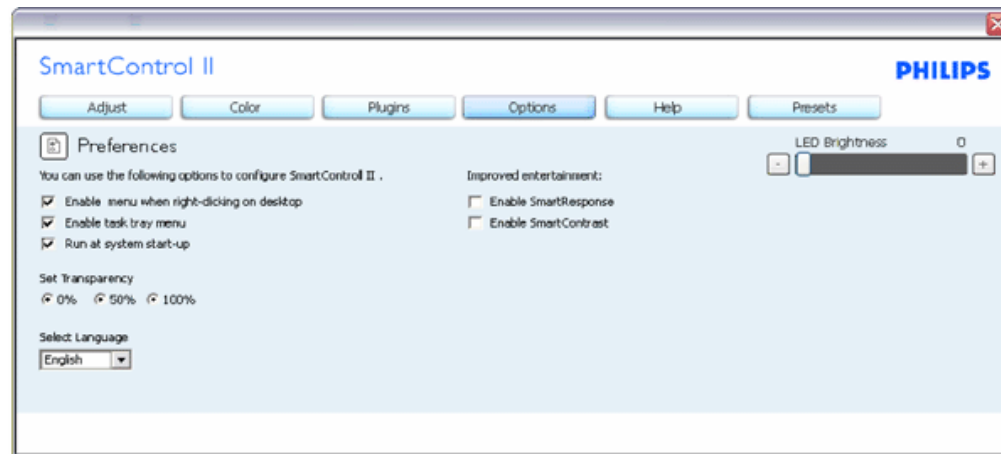 SmartControl II
PHILIPS
Adjust Color Plugins Options Help Presets
Preferences
LED Brightness 0
- +
You can use the following options to configure SmartControl II .
Improved entertainment:
Enable menu when right-clicking on desktop
Enable SmartResponse
Enable task tray menu
Enable SmartContrast
Run at system start-up
Set Transparency
0% 50% 100%
Select Language
English